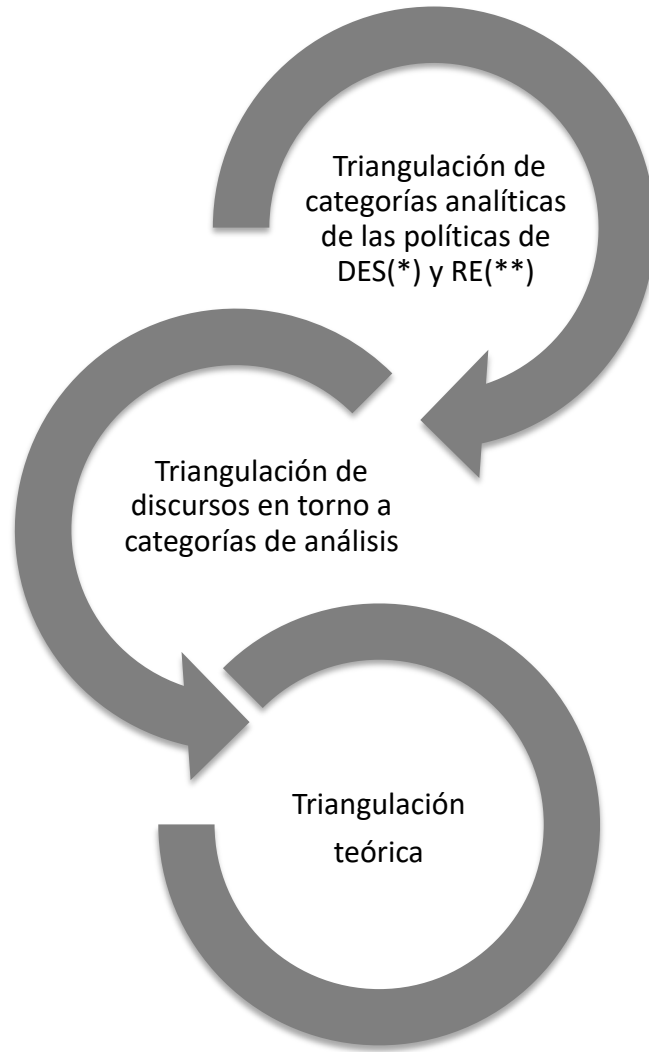 Triangulación de
categorías analíticas
de las políticas de
DES(*) y RE(**)
Triangulación de
discursos en torno a
categorías de análisis
Triangulación
teórica